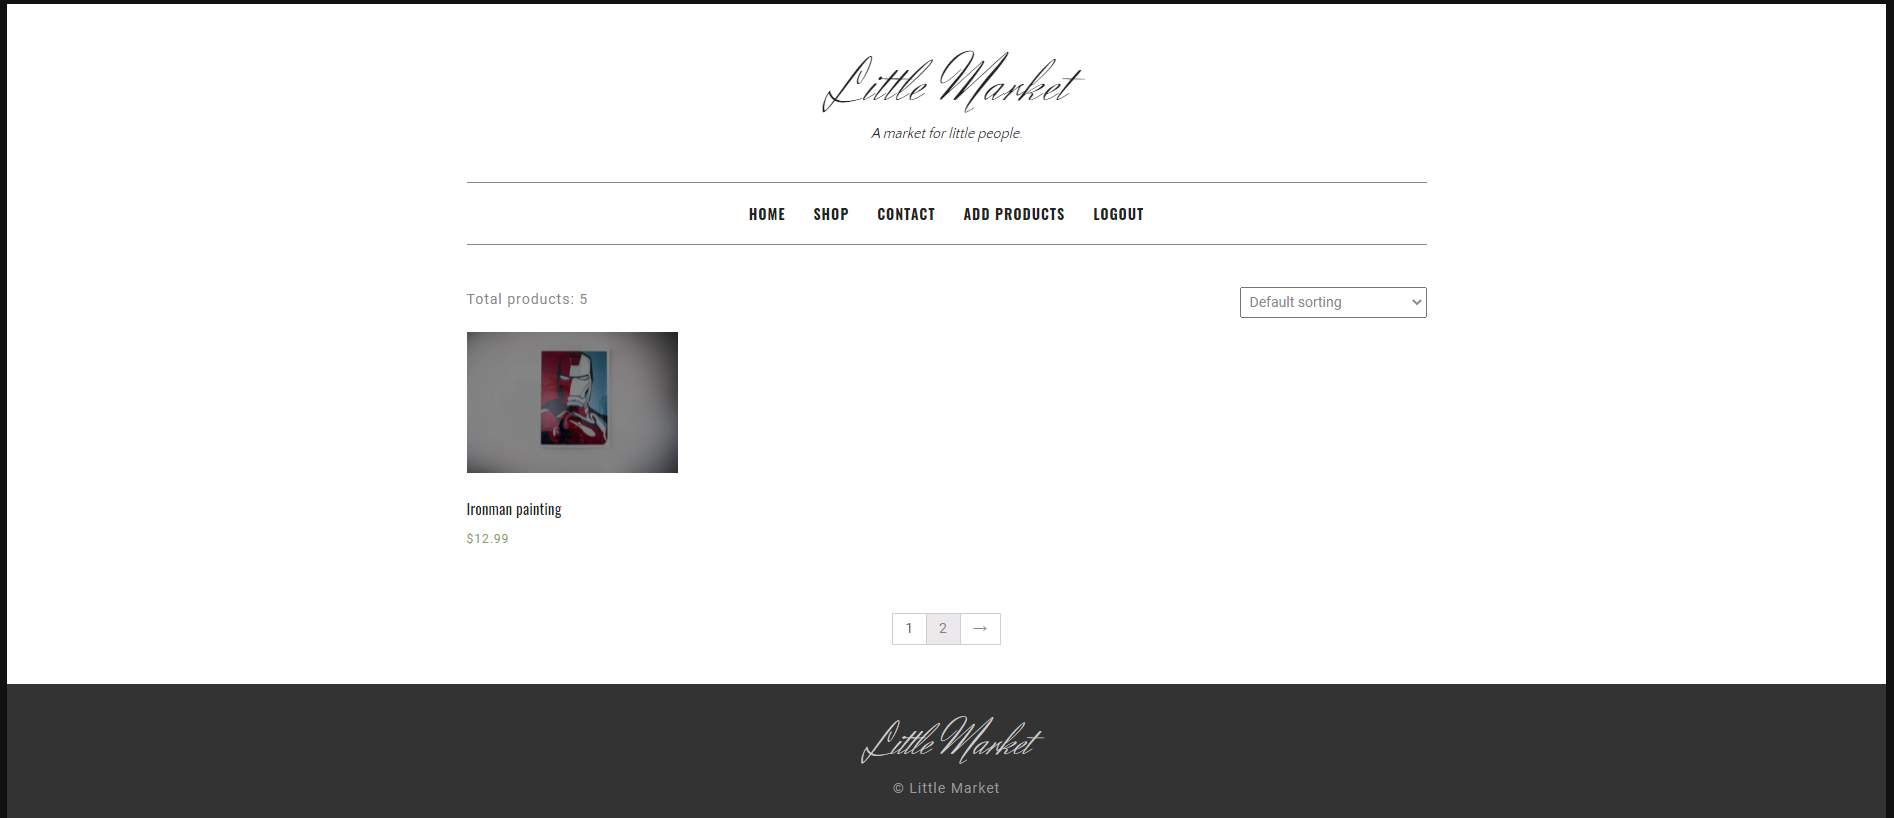 Little Market
A market for little people.
HOME SHOP CONTACT ADD PRODUCTS LOGOUT
Total products: 5
Default sorting
Ironman painting
$12.99
1 2 →
Little Market
© Little Market